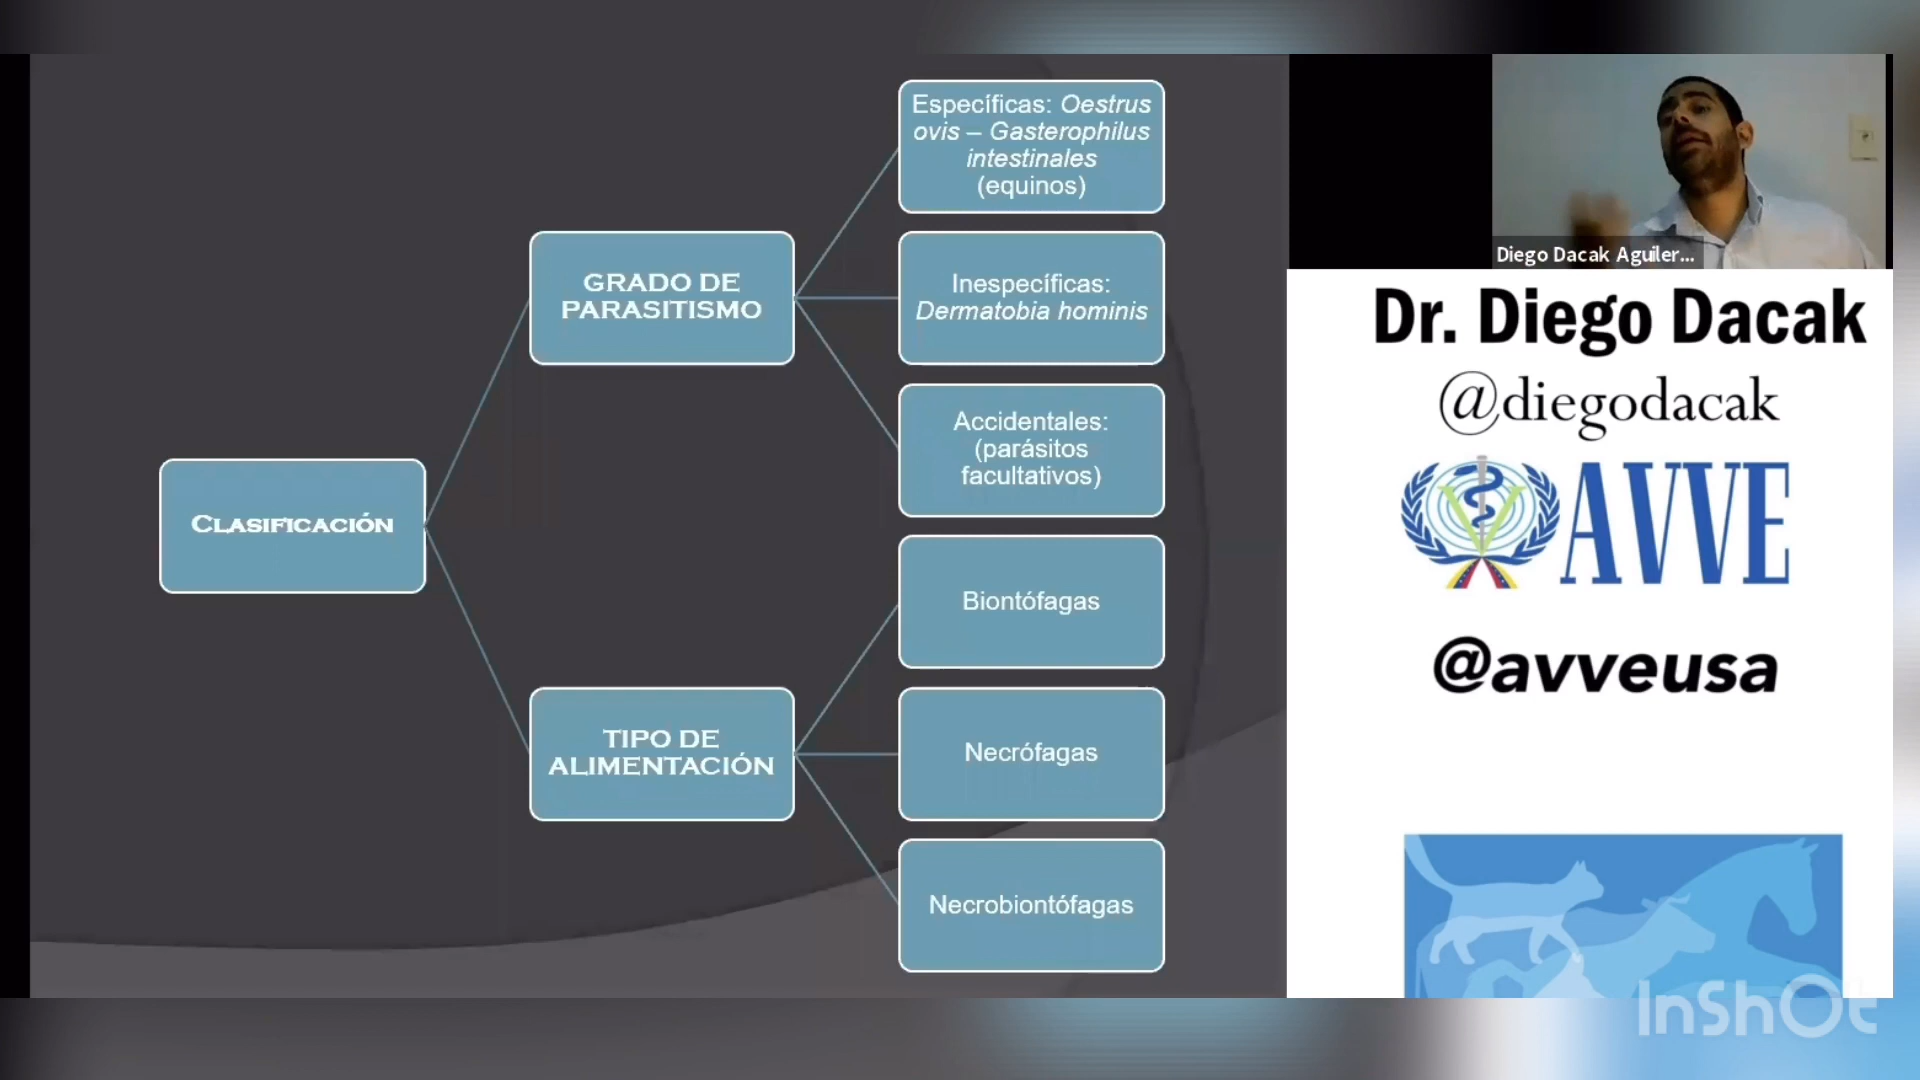 Específicas: Oestrus
ovis – Gasterophilus
intestinales
(equinos)
GRADO DE
PARASITISMO
Inespecíficas:
Dermatobia hominis
Accidentales:
(parásitos
facultativos)
Clasificación
Biontófagas
TIPO DE
ALIMENTACIÓN
Necrófagas
Necrobiontófagas
Diego Dacak Aguiler...
Dr. Diego Dacak
@diegodacak
AVVE
@avveusa
InShOt